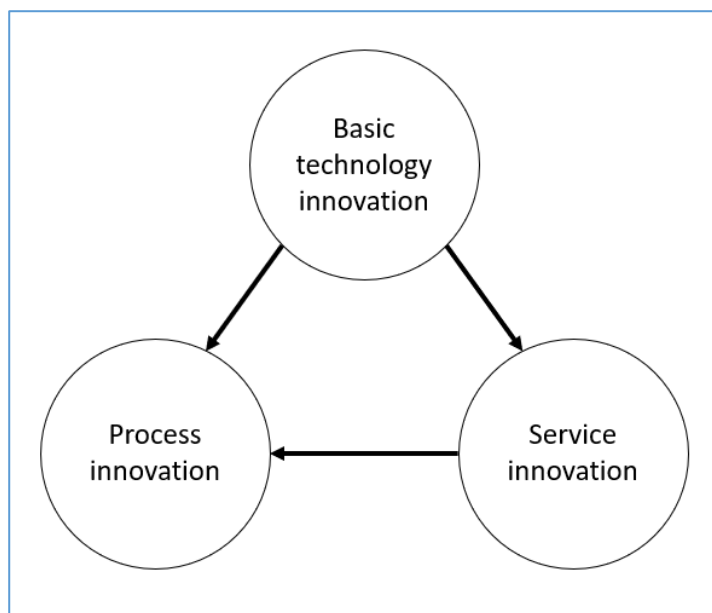 Basic
technology
innovation
Process
innovation
Service
innovation